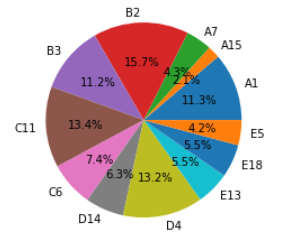 B2
A7
A15
B3
15.7%
4.3%
2.1%
A1
11.2%
11.3%
C11
13.4%
4.2%
E5
7.4%
5.5%
E18
C6
6.3%
13.2%
5.5%
E13
D14
D4